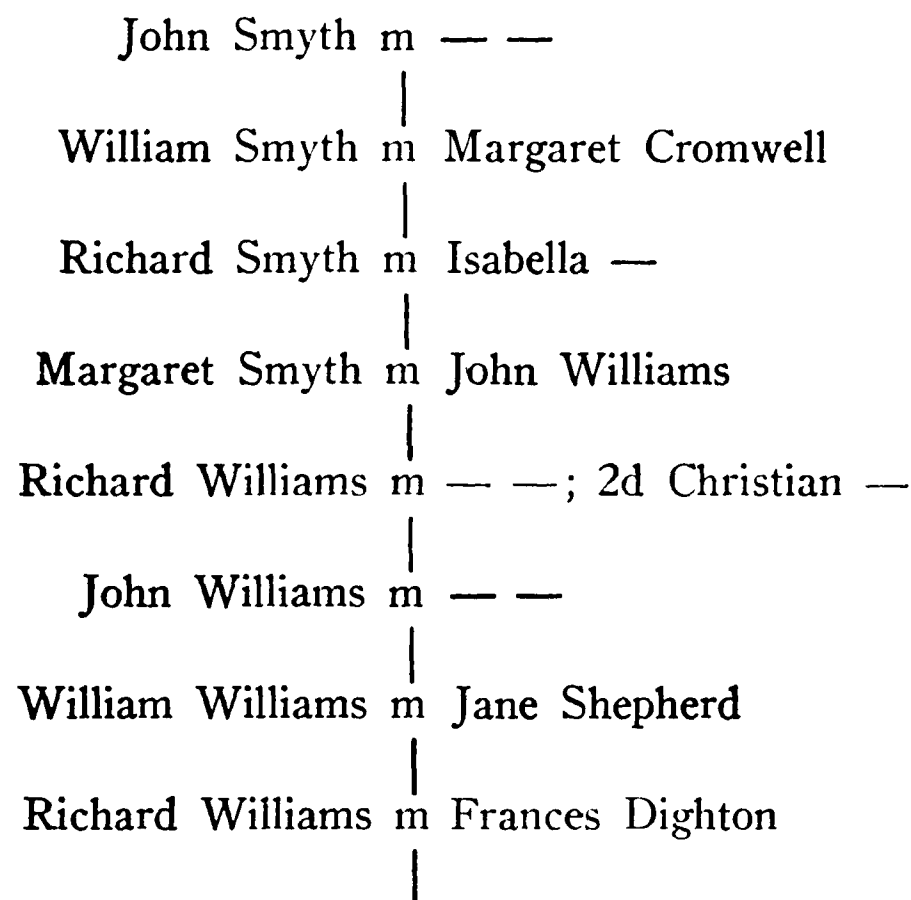 John Smyth m — —
William Smyth m Margaret Cromwell
Richard Smyth m Isabella —
Margaret Smyth m John Williams
Richard Williams m — —; 2d Christian —
John Williams m — —
William Williams m Jane Shepherd
Richard Williams m Frances Dighton